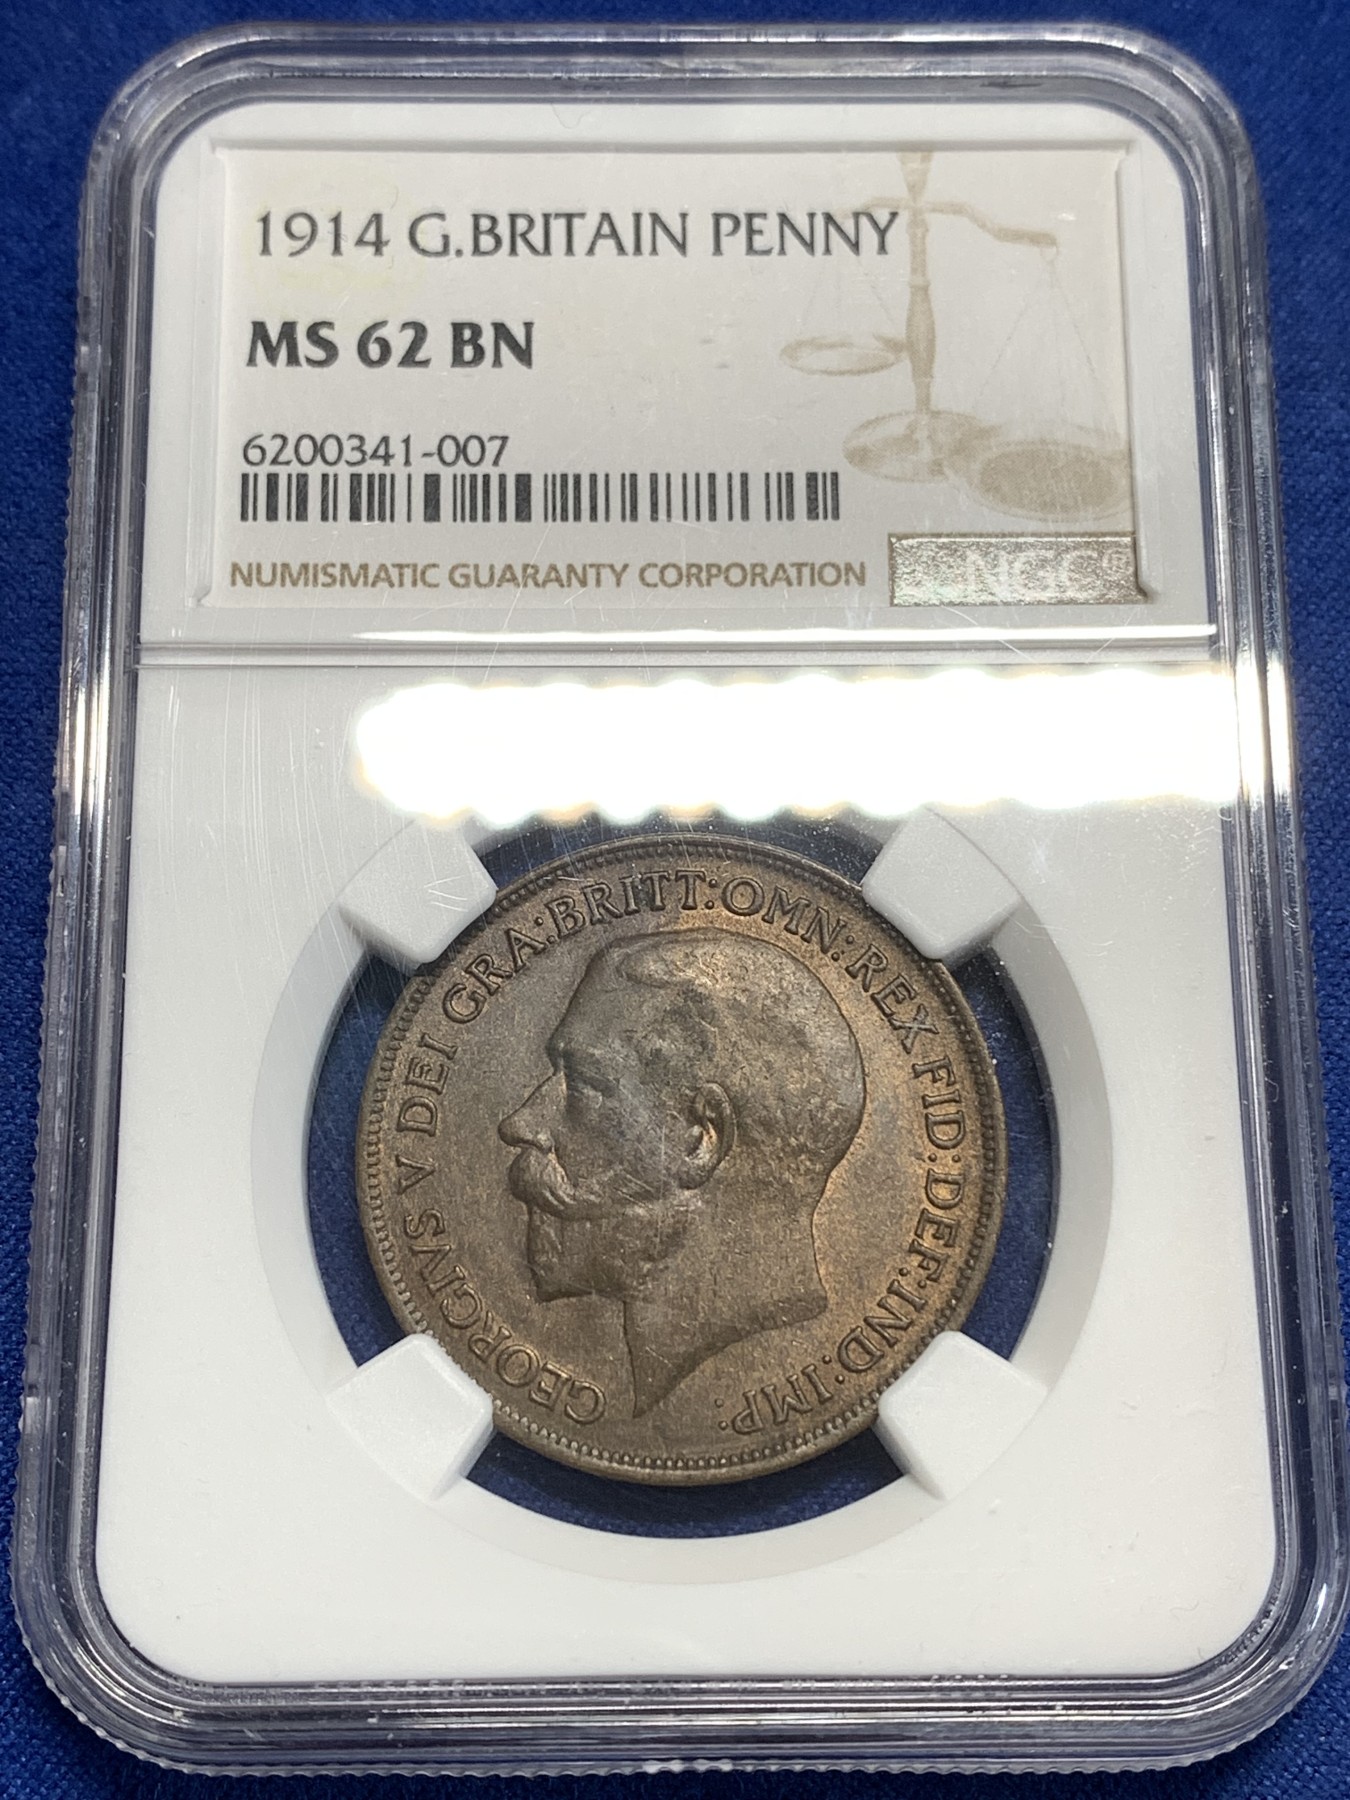 1914 G.BRITAIN PENNY
MS 62 BN
6200341-007
NUMISMATIC GUARANTY CORPORATION
NGC®
GEORGIVS V DEI GRA:BRITT:OMN:REX FID:DEF:IND:IMP: